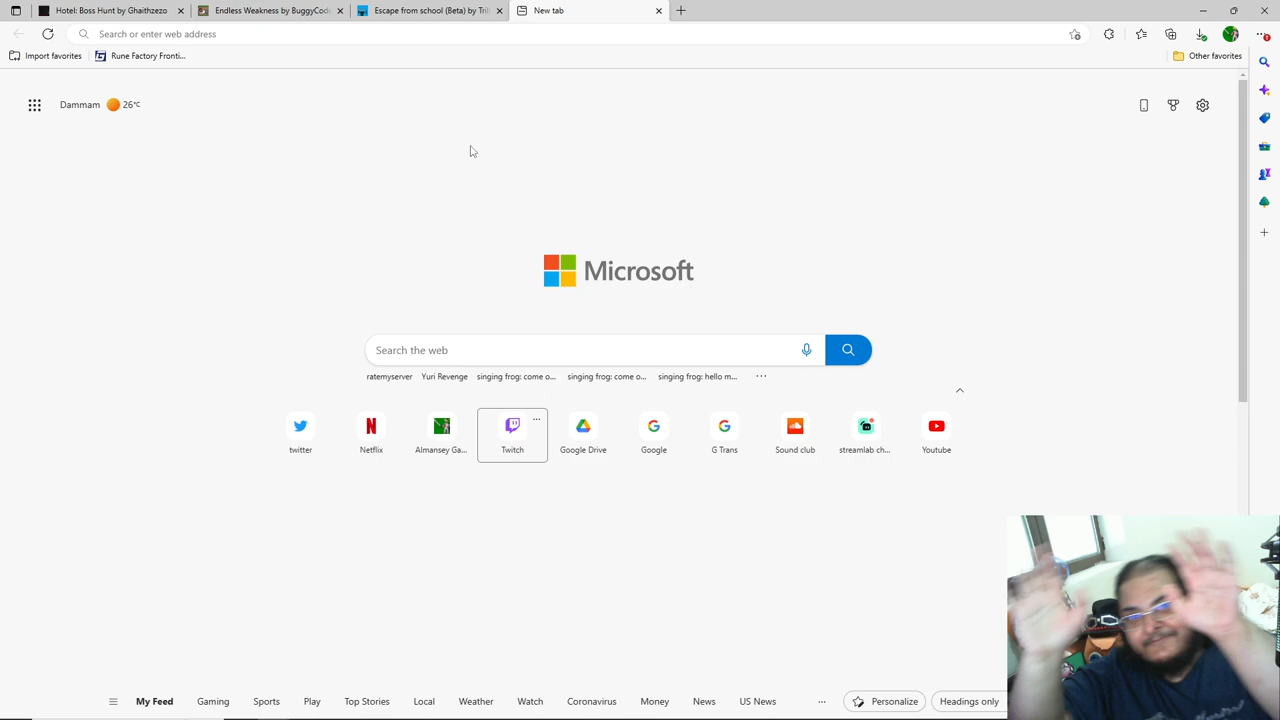 Hotel: Boss Hunt by Ghaithzezo
Endless Weakness by BuggyCode
Escape from school (Beta) by Tri
New tab
Search or enter web address
Import favorites
Rune Factory Fronti...
Other favorites
Dammam 26°C
Microsoft
Search the web
ratemyserver
Yuri Revenge
singing frog: come o...
singing frog: come o...
singing frog: hello m...
twitter
Netflix
Almansey Ga...
Twitch
Google Drive
Google
G Trans
Sound club
streamlab ch...
Youtube
My Feed
Gaming
Sports
Play
Top Stories
Local
Weather
Watch
Coronavirus
Money
News
US News
Personalize
Headings only